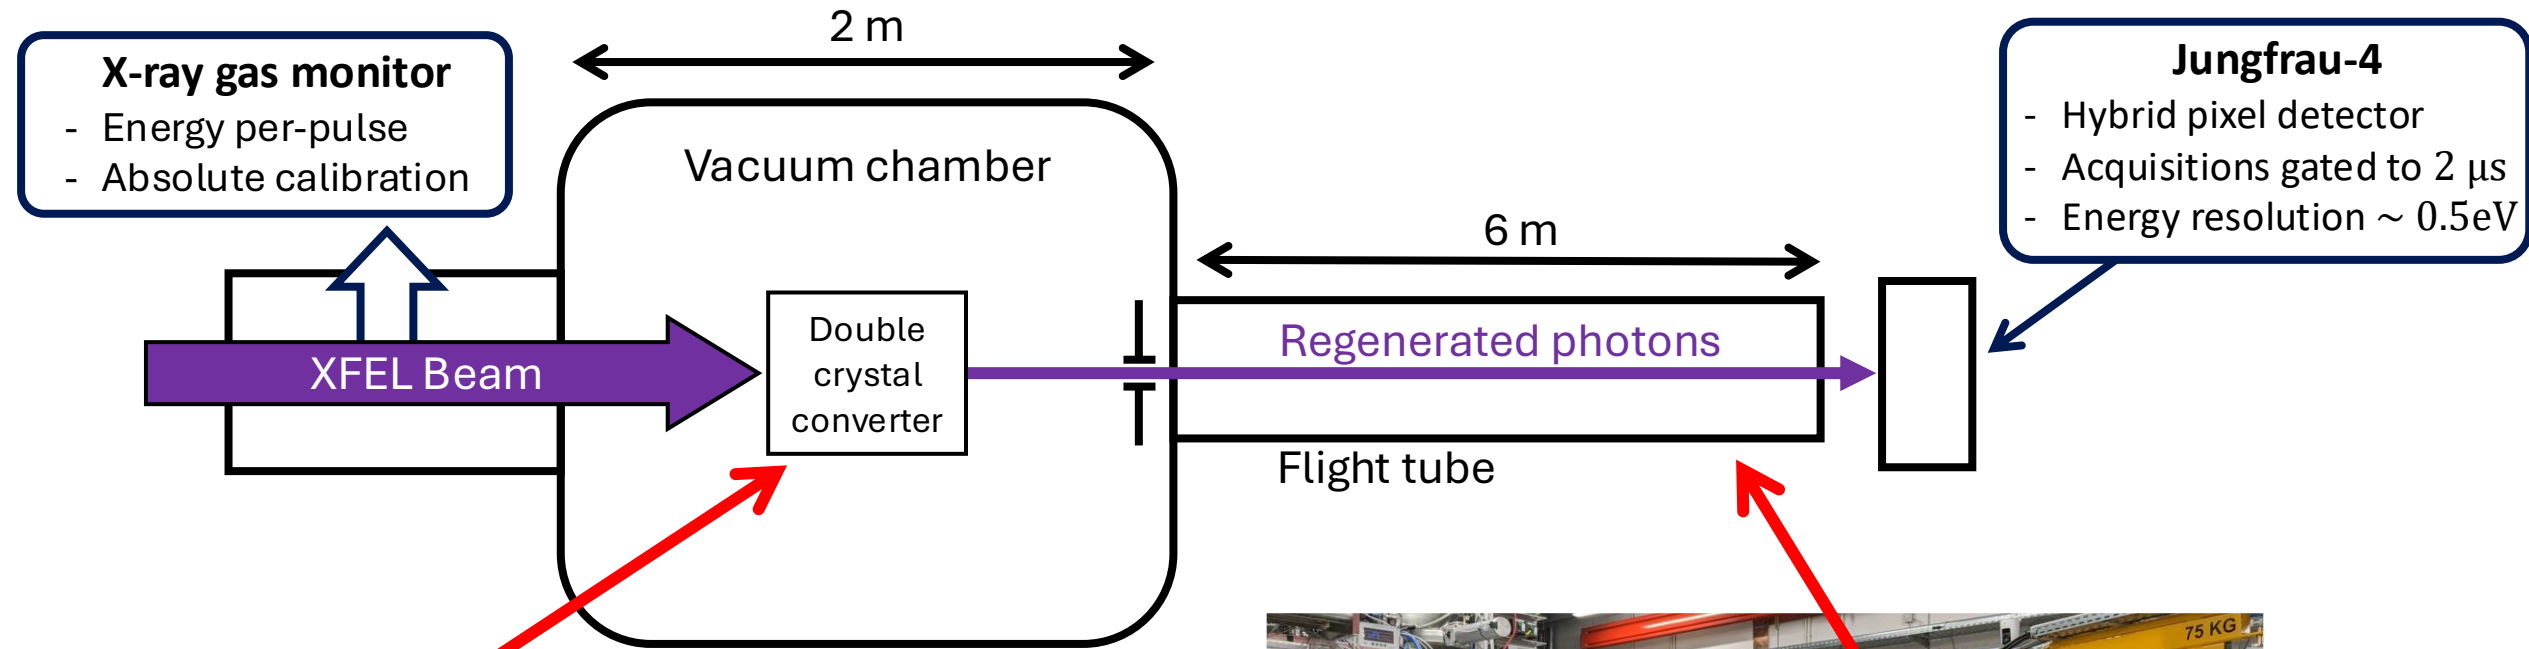 2 m
X-ray gas monitor
- Energy per-pulse
- Absolute calibration
Jungfrau-4
- Hybrid pixel detector
- Acquisitions gated to 2 μs
- Energy resolution ~ 0.5eV
Vacuum chamber
6 m
XFEL Beam
Double
crystal
converter
Regenerated photons
Flight tube
75 KG